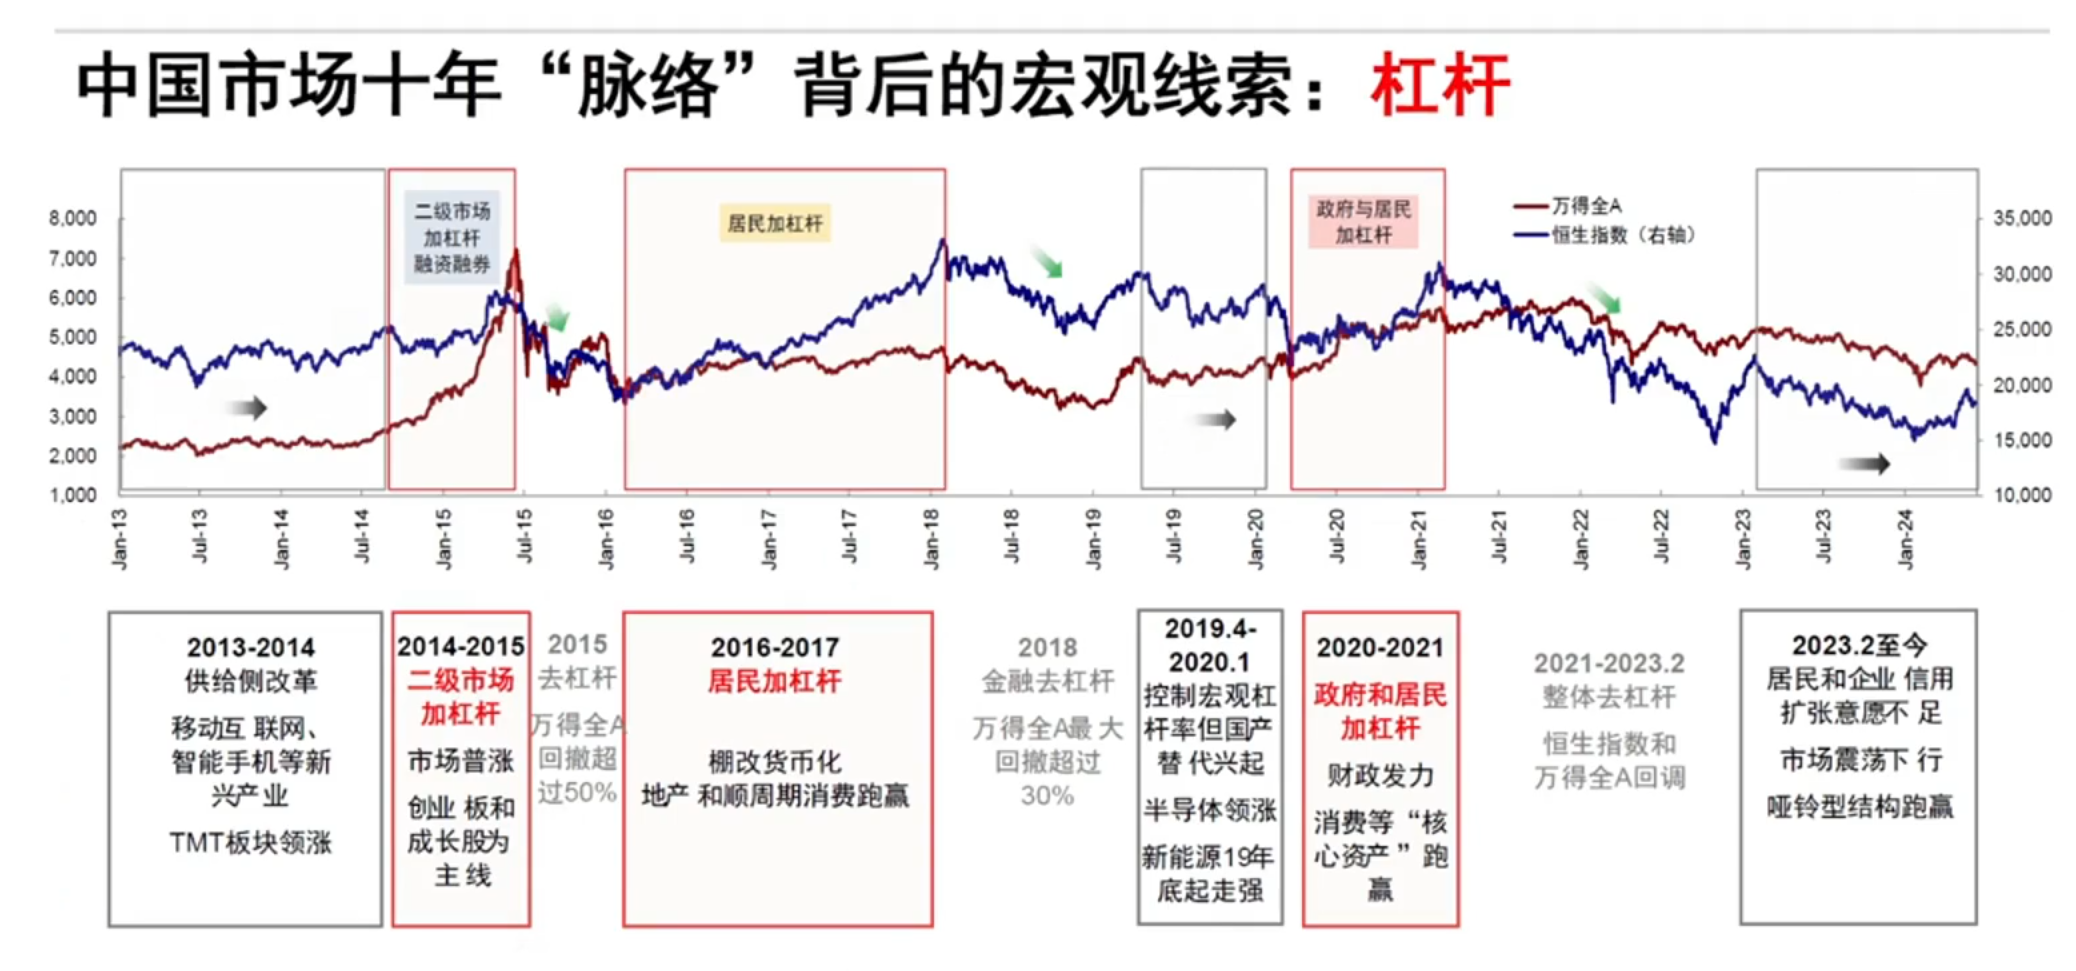 中国市场十年“脉络”背后的宏观线索：杠杆
二级市场
加杠杆
融资融券
居民加杠杆
政府与居民
加杠杆
万得全A
恒生指数（右轴）
8,000
7,000
6,000
5,000
4,000
3,000
2,000
1,000
35,000
30,000
25,000
20,000
15,000
10,000
Jan-13
Jul-13
Jan-14
Jul-14
Jan-15
Jul-15
Jan-16
Jul-16
Jan-17
Jul-17
Jan-18
Jul-18
Jan-19
Jul-19
Jan-20
Jul-20
Jan-21
Jul-21
Jan-22
Jul-22
Jan-23
Jul-23
Jan-24
2013-2014
供给侧改革
移动互 联网、
智能手机等新
兴产业
TMT板块领涨
2014-2015
二级市场
加杠杆
市场普涨
创业 板和
成长股为
主 线
2015
去杠杆
万得全A
回撤超
过50%
2016-2017
居民加杠杆
棚改货币化
地产 和顺周期消费跑赢
2018
金融去杠杆
万得全A最 大
回撤超过
30%
2019.4-
2020.1
控制宏观杠
杆率但国产
替 代兴起
半导体领涨
新能源19年
底起走强
2020-2021
政府和居民
加杠杆
财政发力
消费等“核
心资产 ”跑
赢
2021-2023.2
整体去杠杆
恒生指数和
万得全A回调
2023.2至今
居民和企业 信用
扩张意愿不 足
市场震荡下 行
哑铃型结构跑赢